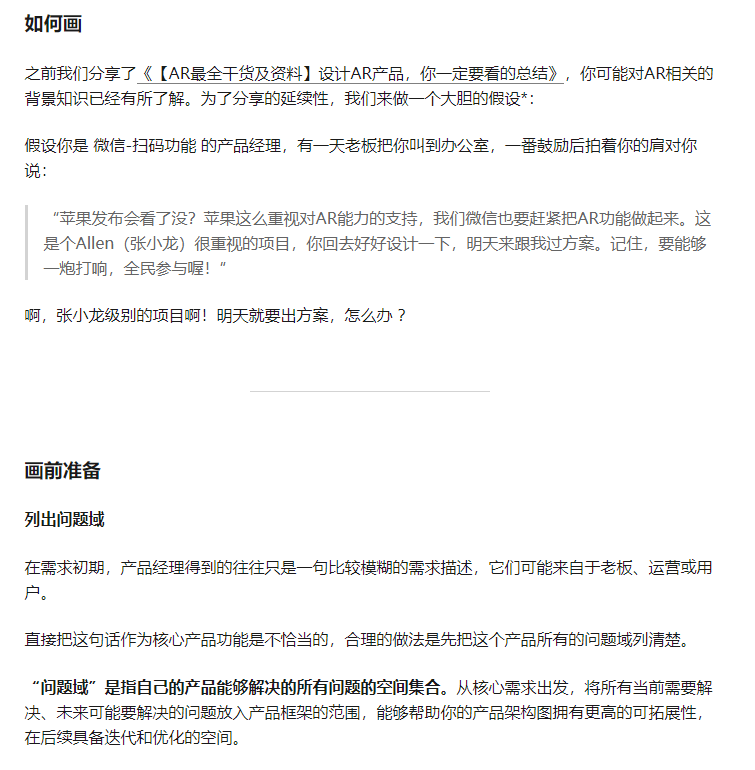 如何画
之前我们分享了《【AR最全干货及资料】设计AR产品，你一定要看的总结》，你可能对AR相关的
背景知识已经有所了解。为了分享的延续性，我们来做一个大胆的假设*：
假设你是 微信-扫码功能 的产品经理，有一天老板把你叫到办公室，一番鼓励后拍着你的肩对你
说：
“苹果发布会看了没？苹果这么重视对AR能力的支持，我们微信也要赶紧把AR功能做起来。这
是个Allen（张小龙）很重视的项目，你回去好好设计一下，明天来跟我过方案。记住，要能够
一炮打响，全民参与喔！“
啊，张小龙级别的项目啊！明天就要出方案，怎么办 ？
画前准备
列出问题域
在需求初期，产品经理得到的往往只是一句比较模糊的需求描述，它们可能来自于老板、运营或用
户。
直接把这句话作为核心产品功能是不恰当的，合理的做法是先把这个产品所有的问题域列清楚。
“问题域”是指自己的产品能够解决的所有问题的空间集合。从核心需求出发，将所有当前需要解
决、未来可能要解决的问题放入产品框架的范围，能够帮助你的产品架构图拥有更高的可拓展性，
在后续具备迭代和优化的空间。